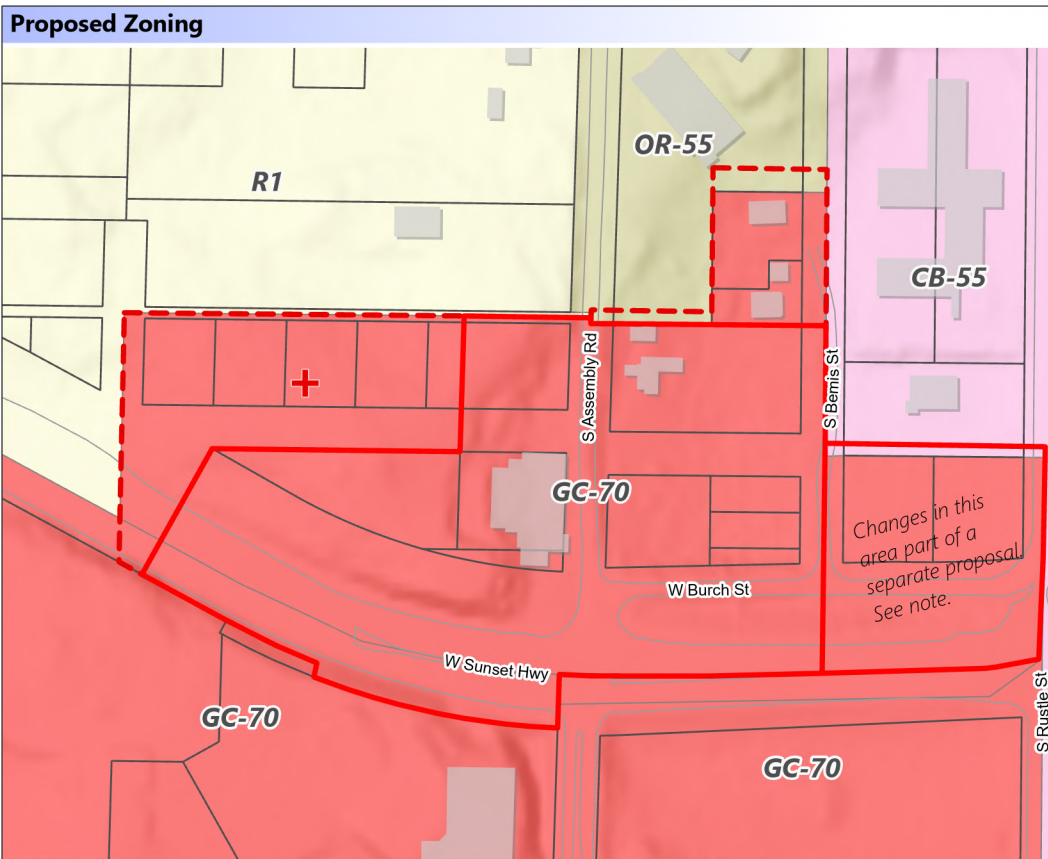 Proposed Zoning
OR-55
R1
CB-55
S Assembly Rd
S Bemis St
GC-70
Changes in this
area part of a
separate proposal.
See note.
W Burch St
W Sunset Hwy
S Rustle St
GC-70
GC-70